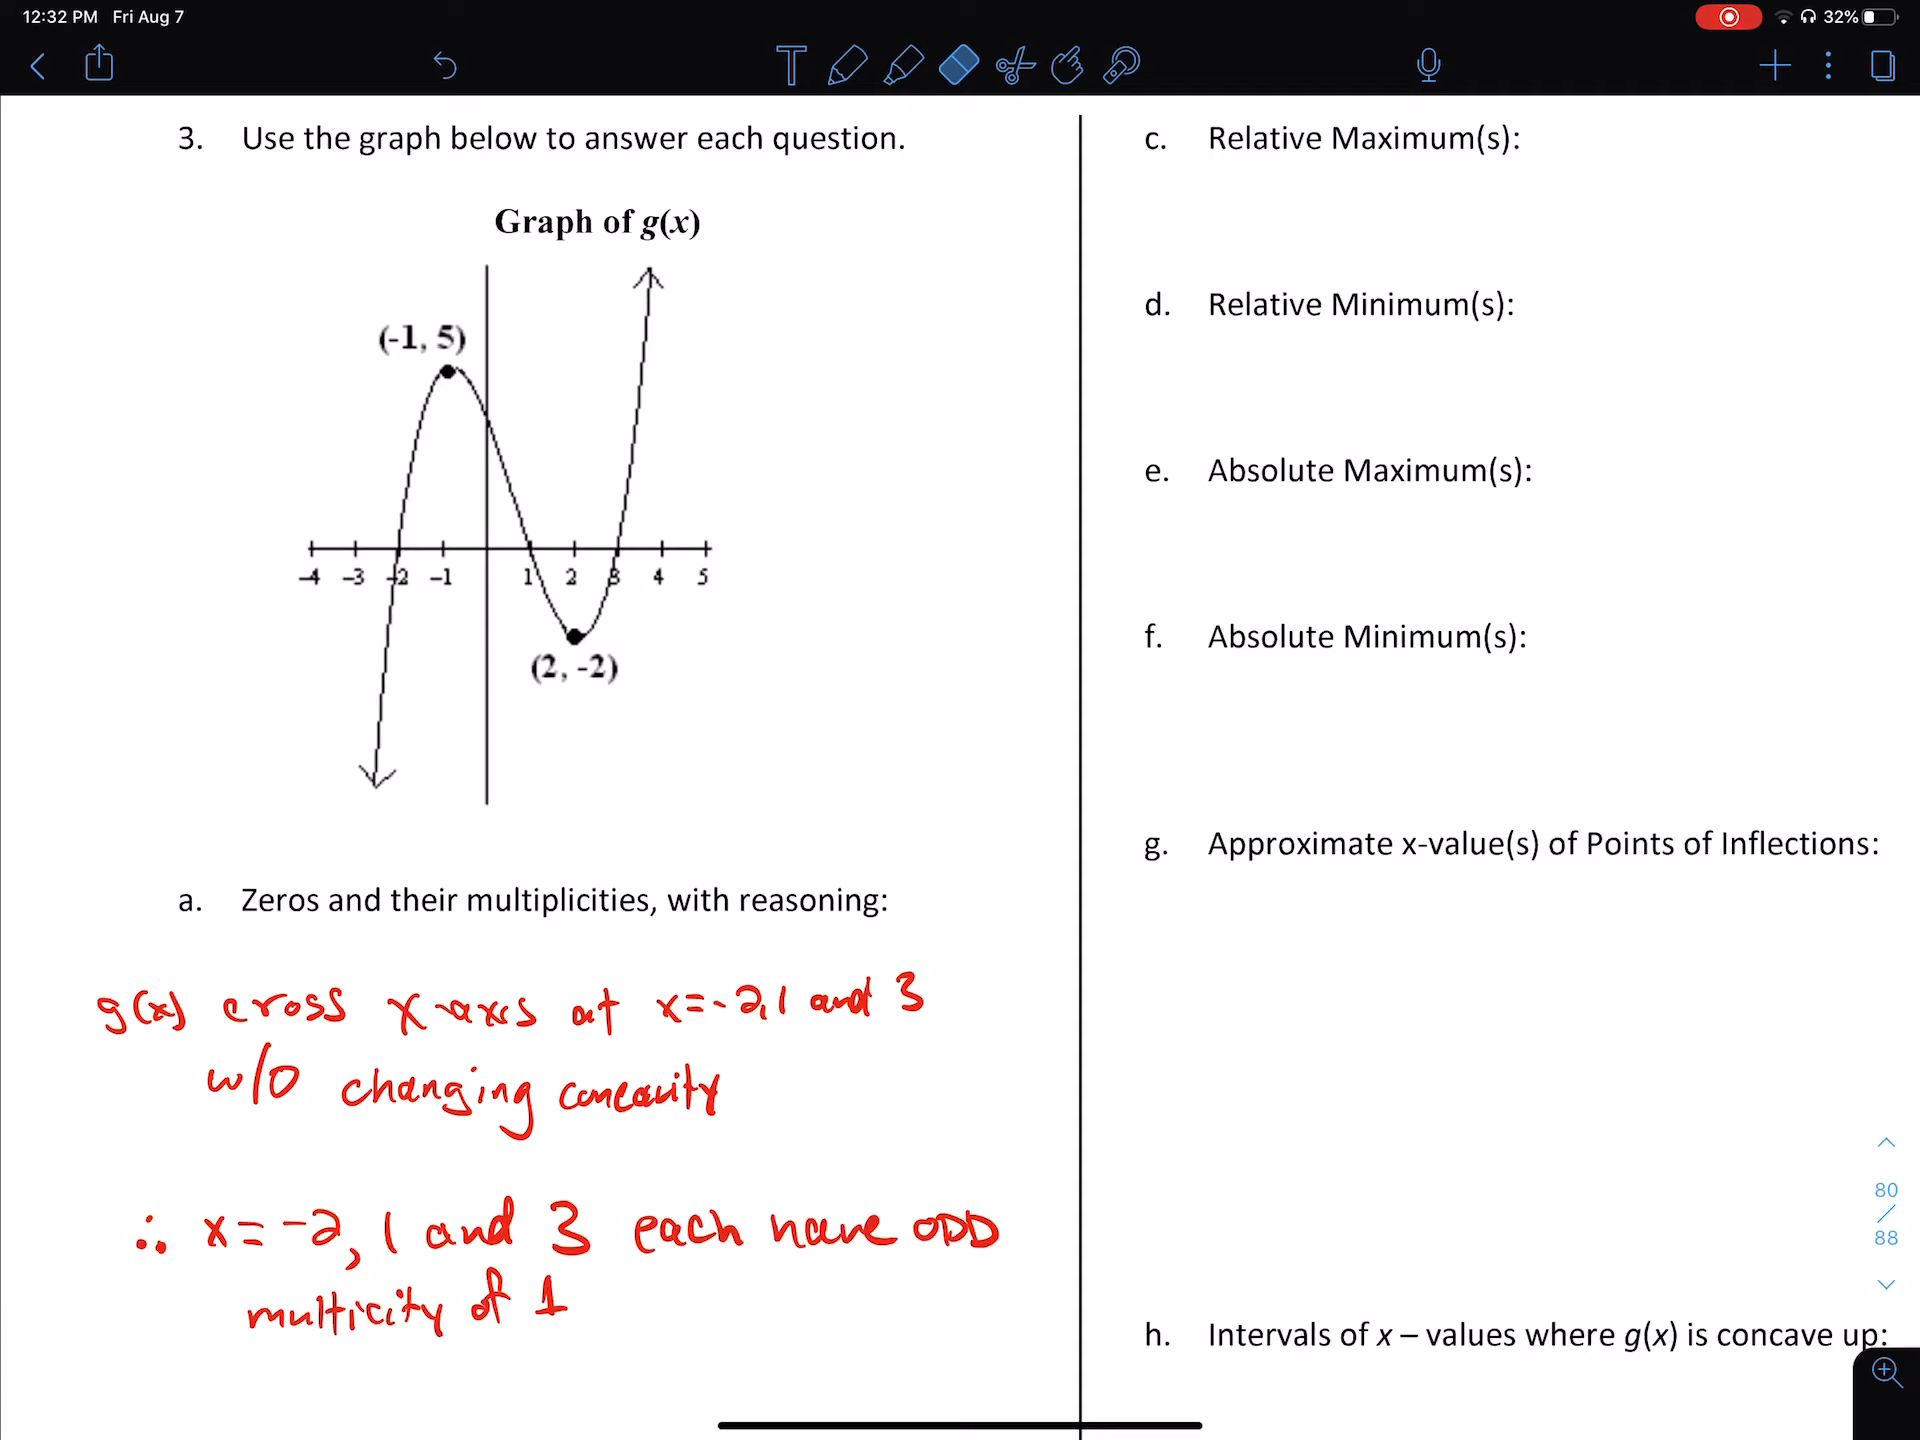 12:32 PM Fri Aug 7
32%
3. Use the graph below to answer each question.
Graph of g(x)
(-1, 5)
-4 -3 -2 -1 1 2 3 4 5
(2, -2)
a. Zeros and their multiplicities, with reasoning:
g(x) cross x-axis at x=-2,1 and 3
w/o changing concavity
∴ x=-2, 1 and 3 each have ODD
multicity of 1
c. Relative Maximum(s):
d. Relative Minimum(s):
e. Absolute Maximum(s):
f. Absolute Minimum(s):
g. Approximate x-value(s) of Points of Inflections:
h. Intervals of x – values where g(x) is concave up:
80
/
88